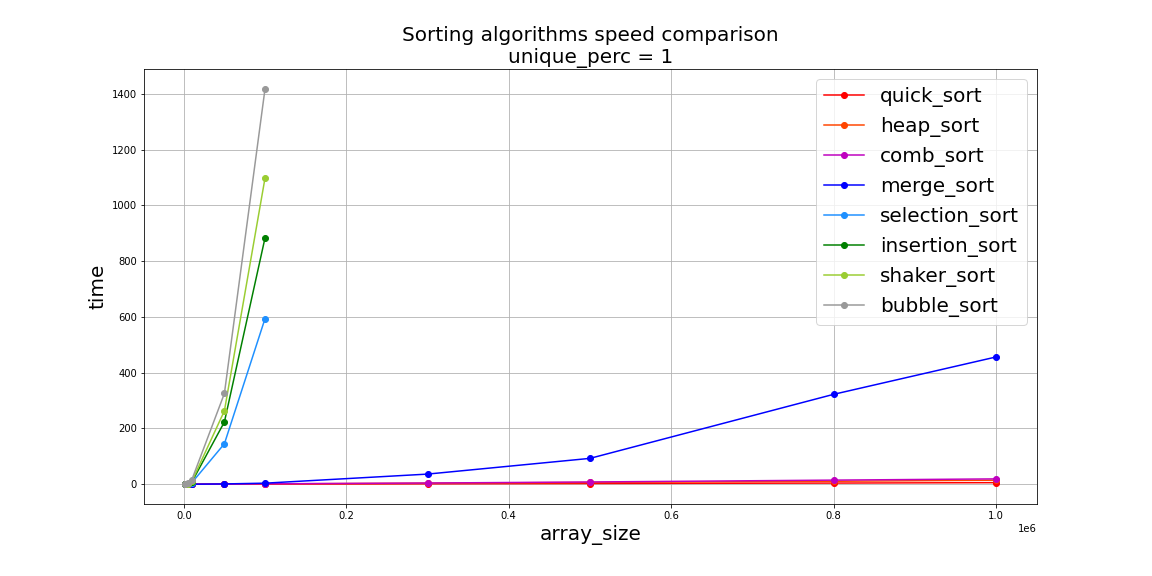 Sorting algorithms speed comparison
unique_perc = 1
time
1400
1200
1000
800
600
400
200
0
quick_sort
heap_sort
comb_sort
merge_sort
selection_sort
insertion_sort
shaker_sort
bubble_sort
0.0 0.2 0.4 0.6 0.8 1.0
1e6
array_size